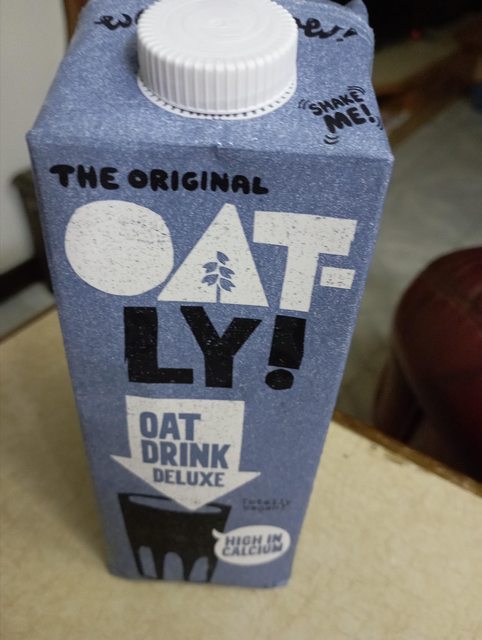 SHAKE
ME!
THE ORIGINAL
OAT-
LY!
OAT
DRINK
DELUXE
Totally
vegan!
HIGH IN
CALCIUM